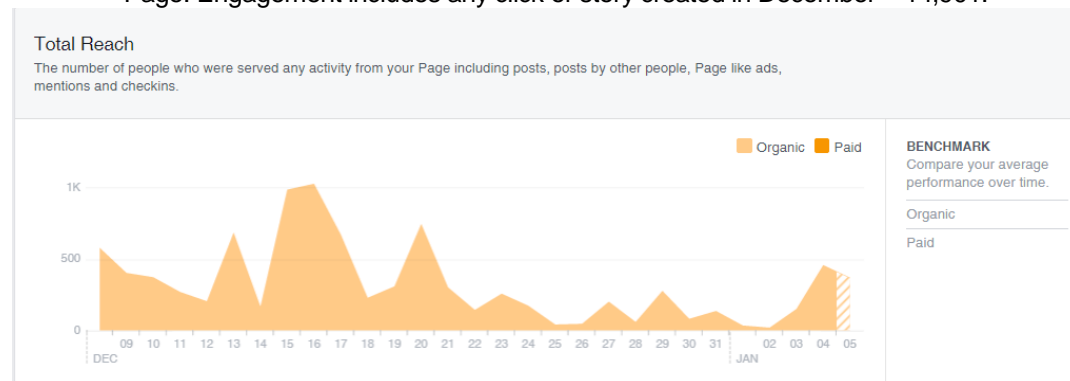 Total Reach
The number of people who were served any activity from your Page including posts, posts by other people, Page like ads,
mentions and checkins.
Organic Paid
BENCHMARK
Compare your average
performance over time.
Organic
Paid
1K
500
0
09 10 11 12 13 14 15 16 17 18 19 20 21 22 23 24 25 26 27 28 29 30 31 02 03 04 05
DEC JAN